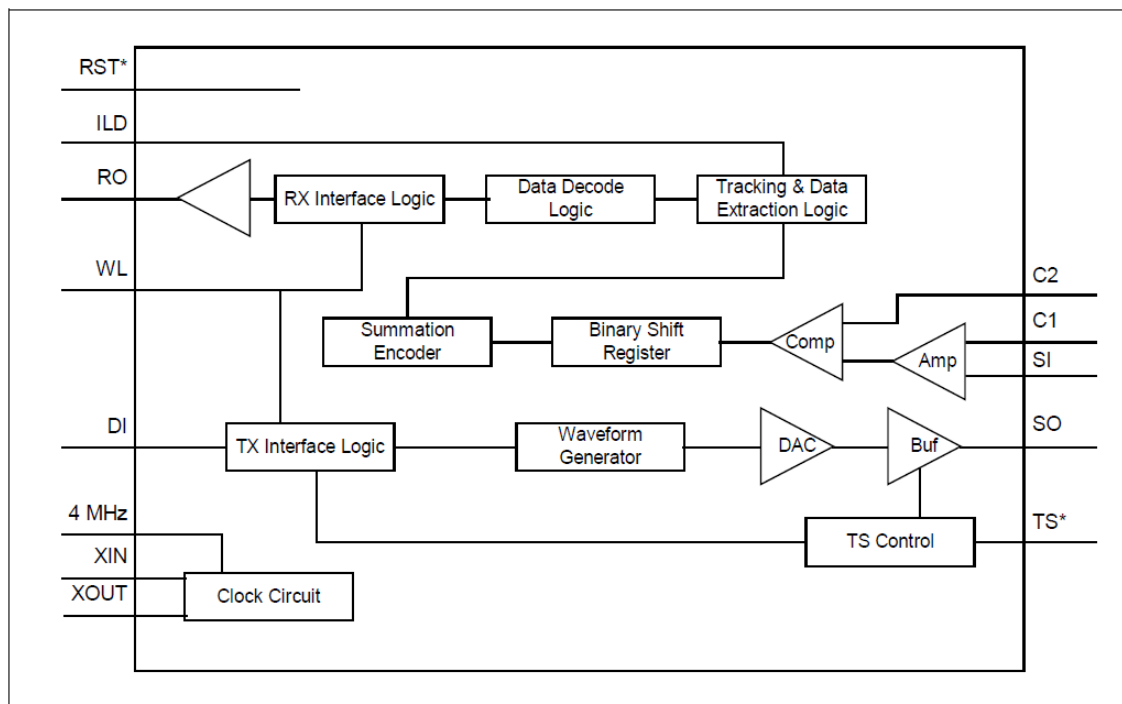 RST*
ILD
RO
RX Interface Logic
Data Decode
Logic
Tracking & Data
Extraction Logic
WL
C2
C1
SI
Summation
Encoder
Binary Shift
Register
Comp
Amp
DI
TX Interface Logic
Waveform
Generator
DAC
Buf
SO
4 MHz
TS Control
TS*
XIN
XOUT
Clock Circuit